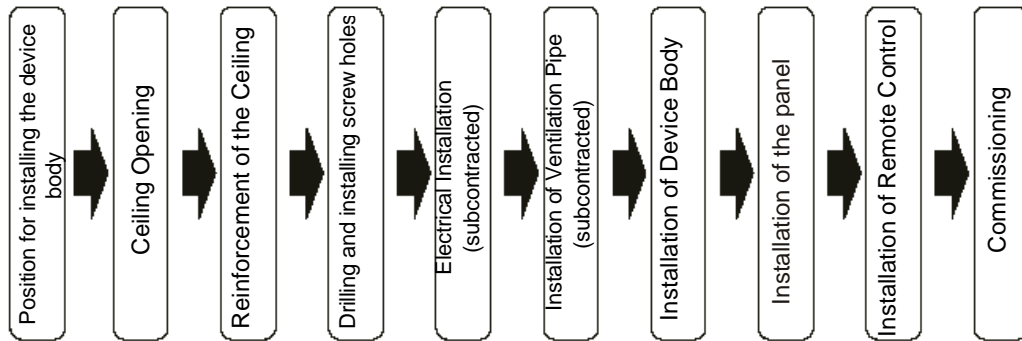 Position for installing the device
body
Ceiling Opening
Reinforcement of the Ceiling
Drilling and installing screw holes
Electrical Installation
(subcontracted)
Installation of Ventilation Pipe
(subcontracted)
Installation of Device Body
Installation of the panel
Installation of Remote Control
Commissioning